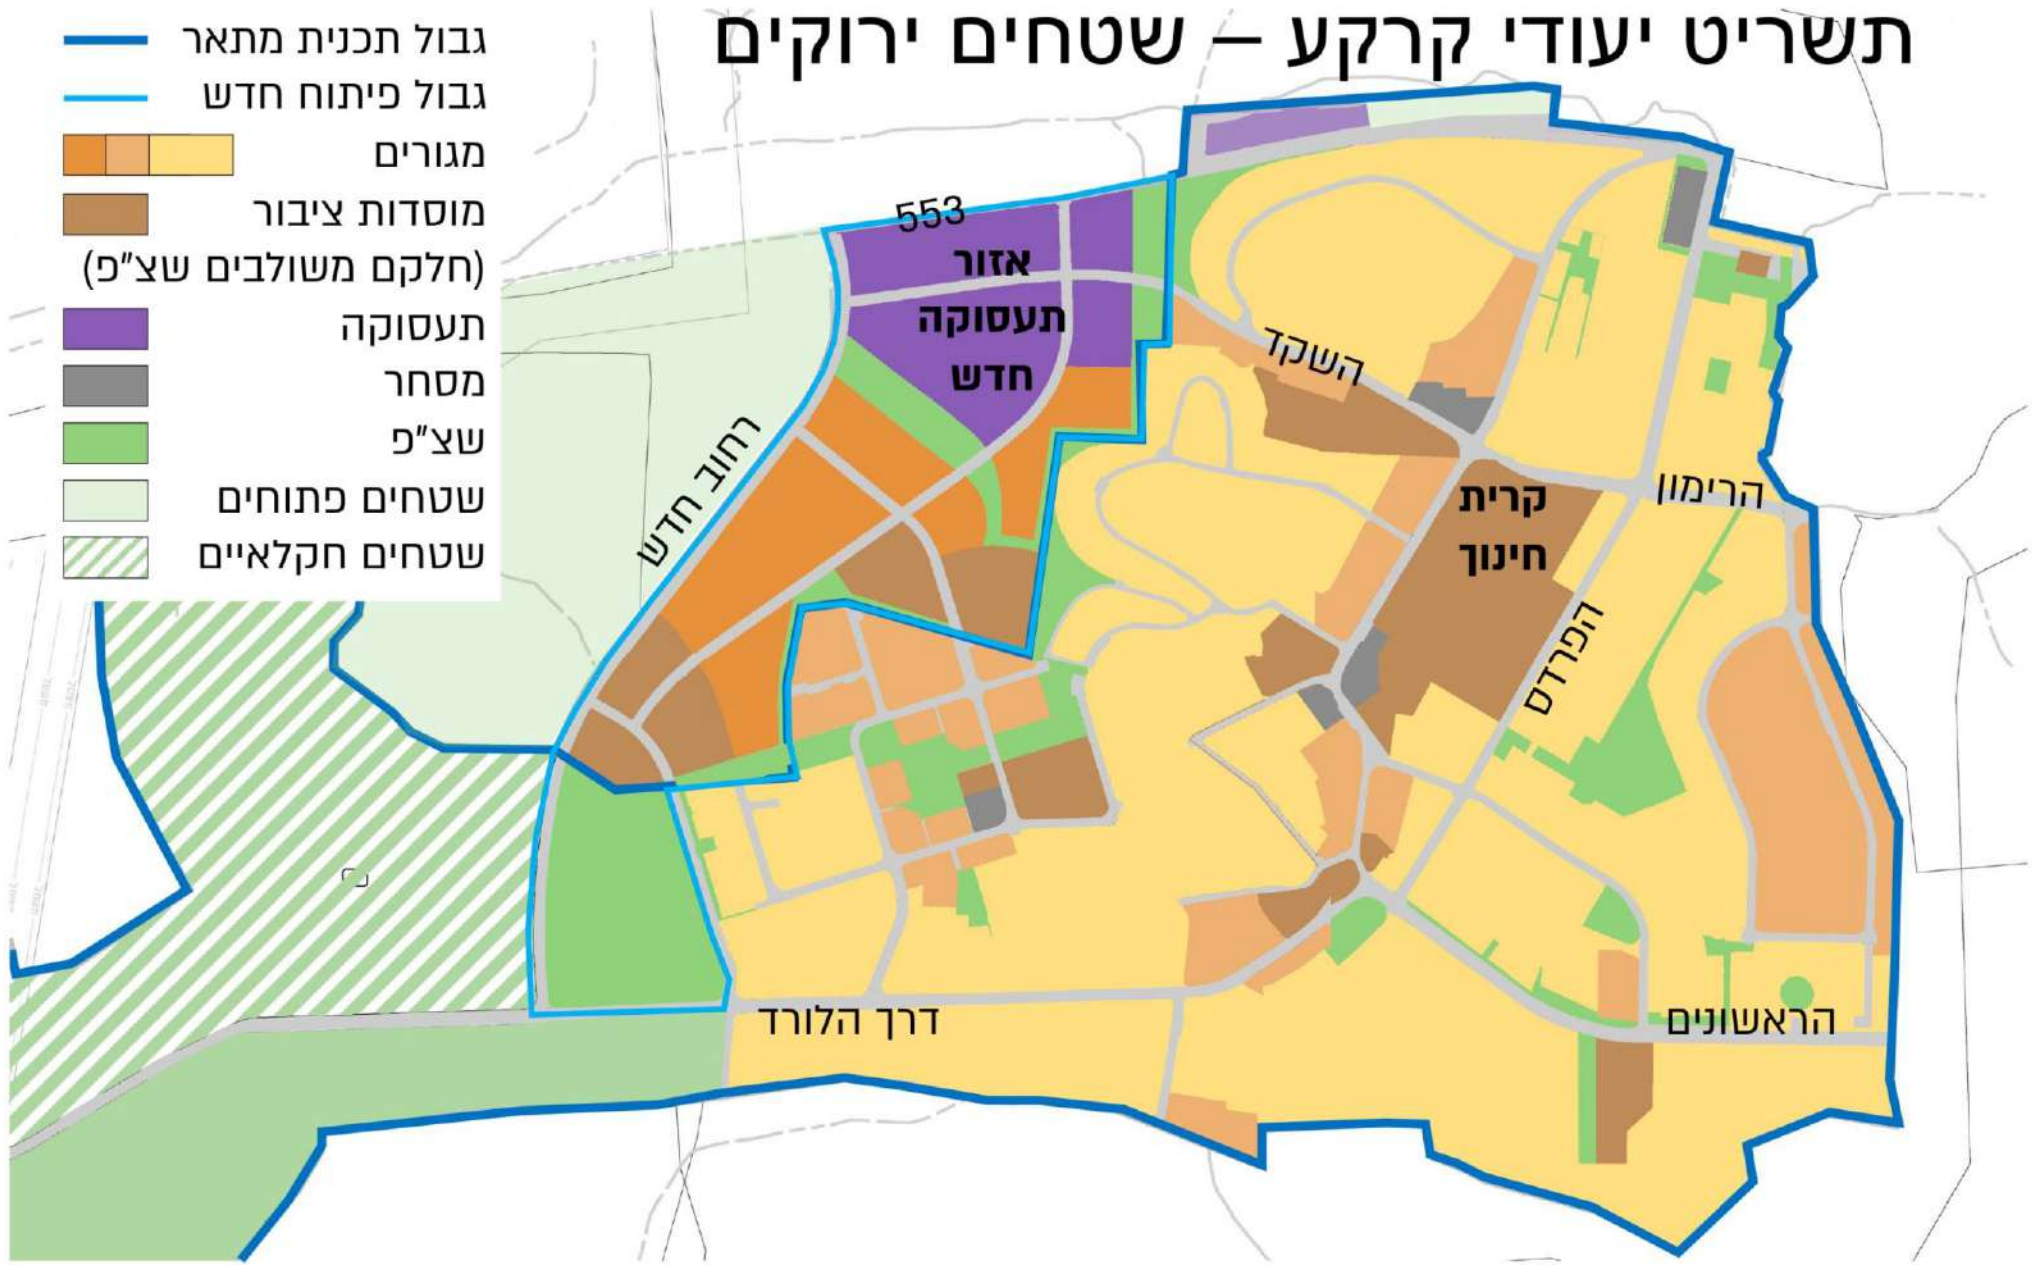 תשריט יעודי קרקע – שטחים ירוקים
גבול תכנית מתאר
גבול פיתוח חדש
מגורים
מוסדות ציבור
(חלקם משולבים שצ"פ)
תעסוקה
מסחר
שצ"פ
שטחים פתוחים
שטחים חקלאיים
553
אזור
תעסוקה
חדש
רחוב חדש
השקד
הרימון
קרית
חינוך
הפרדס
דרך הלורד
הראשונים